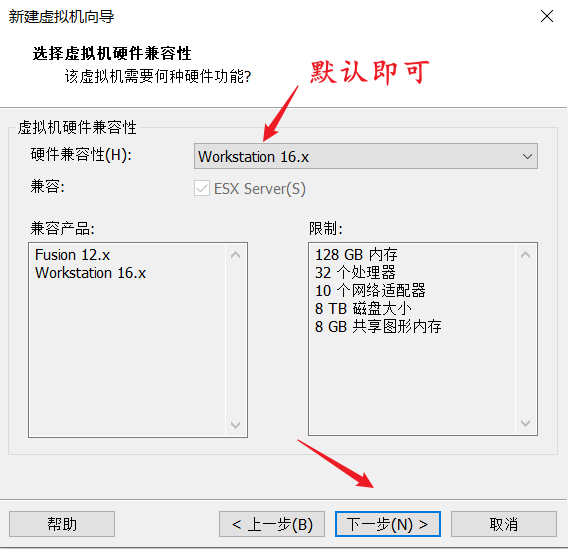 新建虚拟机向导
选择虚拟机硬件兼容性
该虚拟机需要何种硬件功能?
默认即可
虚拟机硬件兼容性
硬件兼容性(H):
Workstation 16.x
兼容:
ESX Server(S)
兼容产品:
Fusion 12.x
Workstation 16.x
限制:
128 GB 内存
32 个处理器
10 个网络适配器
8 TB 磁盘大小
8 GB 共享图形内存
帮助
< 上一步(B)
下一步(N) >
取消